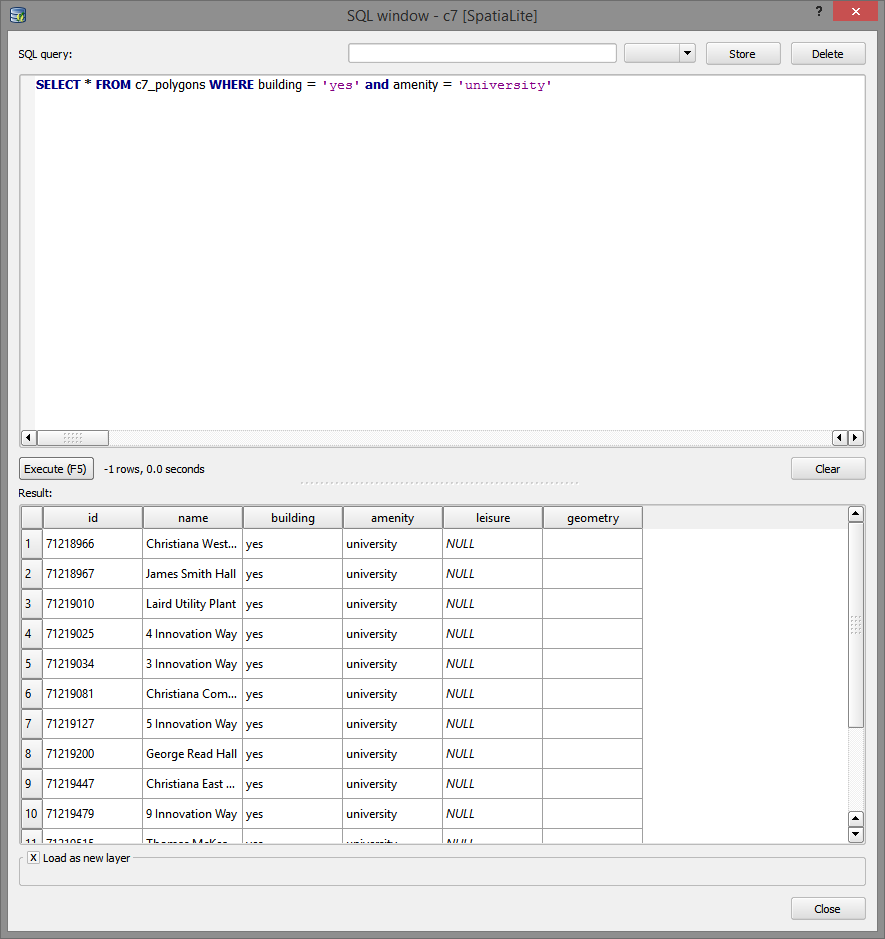 SQL window - c7 [SpatiaLite]
?
SQL query:
Store
Delete
SELECT * FROM c7_polygons WHERE building = 'yes' and amenity = 'university'
Execute (F5)
-1 rows, 0.0 seconds
Clear
Result:
id name building amenity leisure geometry
1 71218966 Christiana West... yes university NULL
2 71218967 James Smith Hall yes university NULL
3 71219010 Laird Utility Plant yes university NULL
4 71219025 4 Innovation Way yes university NULL
5 71219034 3 Innovation Way yes university NULL
6 71219081 Christiana Com... yes university NULL
7 71219127 5 Innovation Way yes university NULL
8 71219200 George Read Hall yes university NULL
9 71219447 Christiana East ... yes university NULL
10 71219479 9 Innovation Way yes university NULL
11 71219515 Thomas McKea... yes university NULL
X Load as new layer
Close